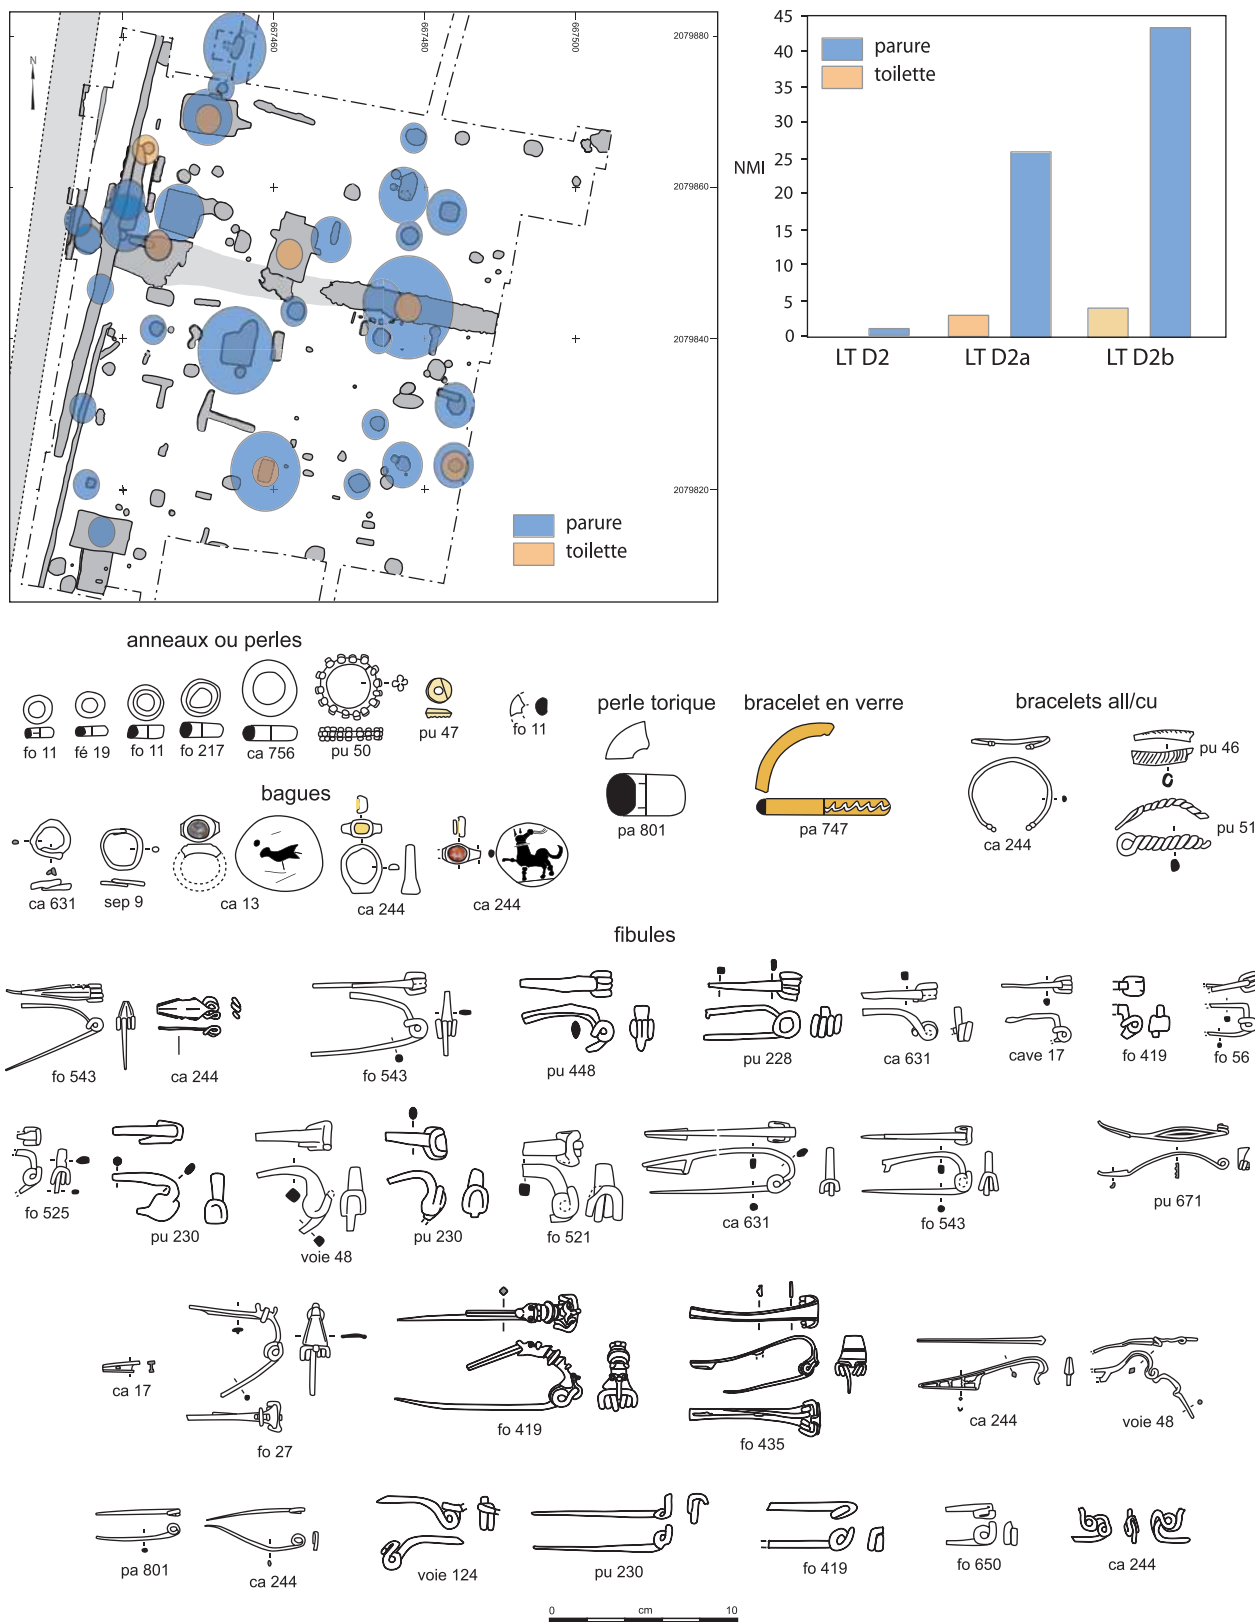 N
667460
667480
667500
2079880
2079860
2079840
2079820
parure
toilette
45
40
35
30
NMI
25
20
15
10
5
0
parure
toilette
LT D2
LT D2a
LT D2b
anneaux ou perles
fo 11
fé 19
fo 11
fo 217
ca 756
pu 50
pu 47
fo 11
perle torique
pa 801
bracelet en verre
pa 747
bracelets all/cu
ca 244
pu 46
pu 51
bagues
ca 631
sep 9
ca 13
ca 244
ca 244
fibules
fo 543
ca 244
fo 543
pu 448
pu 228
ca 631
cave 17
fo 419
fo 56
fo 525
pu 230
voie 48
pu 230
fo 521
ca 631
fo 543
pu 671
ca 17
fo 27
fo 419
fo 435
ca 244
voie 48
pa 801
ca 244
voie 124
pu 230
fo 419
fo 650
ca 244
0 cm 10